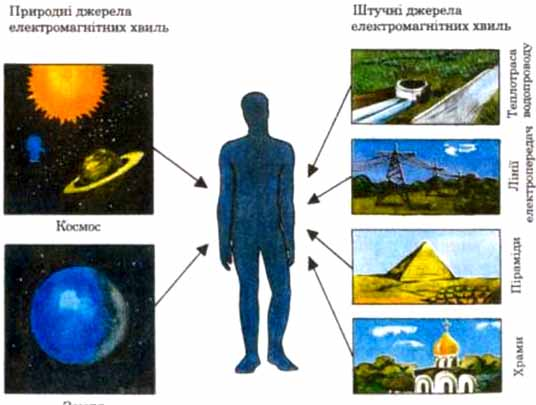 Природні джерела
електромагнітних хвиль
Космос
Штучні джерела
електромагнітних хвиль
Теплотраса
водопроводу
Лінії
електропередач
Піраміди
Храми